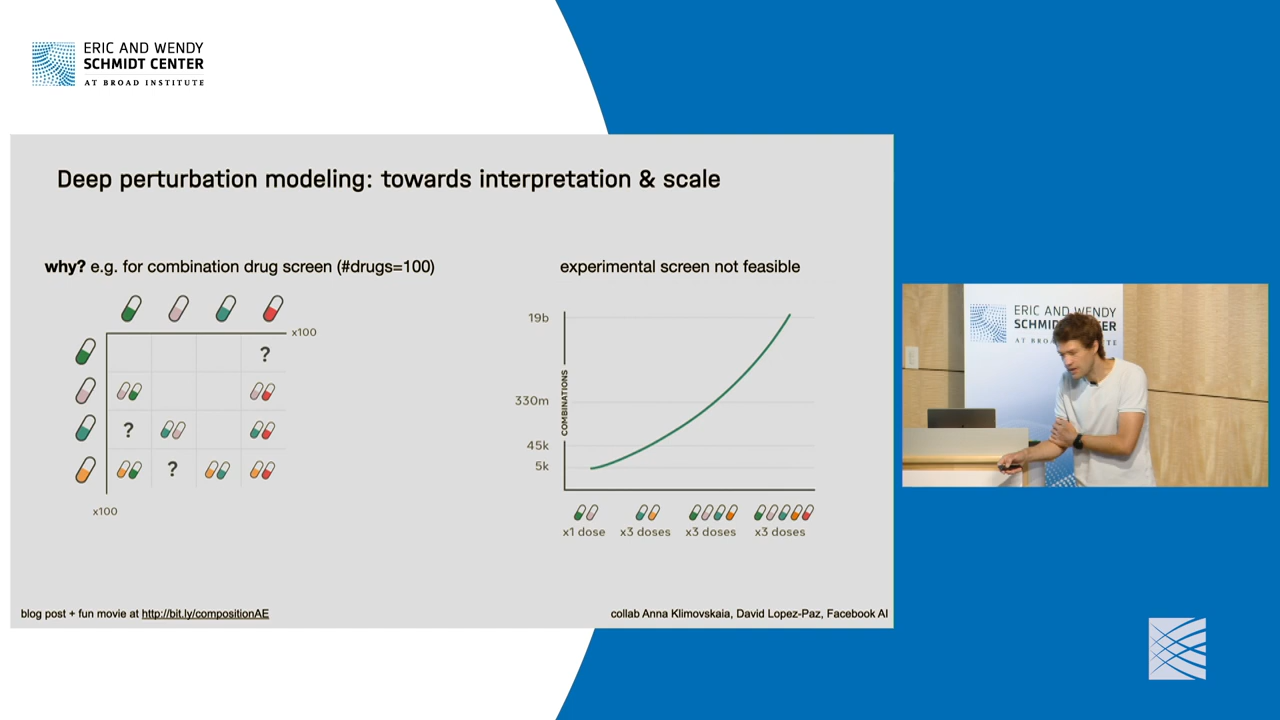 ERIC AND WENDY
SCHMIDT CENTER
AT BROAD INSTITUTE
Deep perturbation modeling: towards interpretation & scale
why? e.g. for combination drug screen (#drugs=100)
x100
?
?
?
x100
experimental screen not feasible
19b
330m
45k
5k
COMBINATIONS
x1 dose
x3 doses
x3 doses
x3 doses
blog post + fun movie at http://bit.ly/compositionAE
collab Anna Klimovskaia, David Lopez-Paz, Facebook AI
ERIC AND WENDY
SCHMIDT CENTER